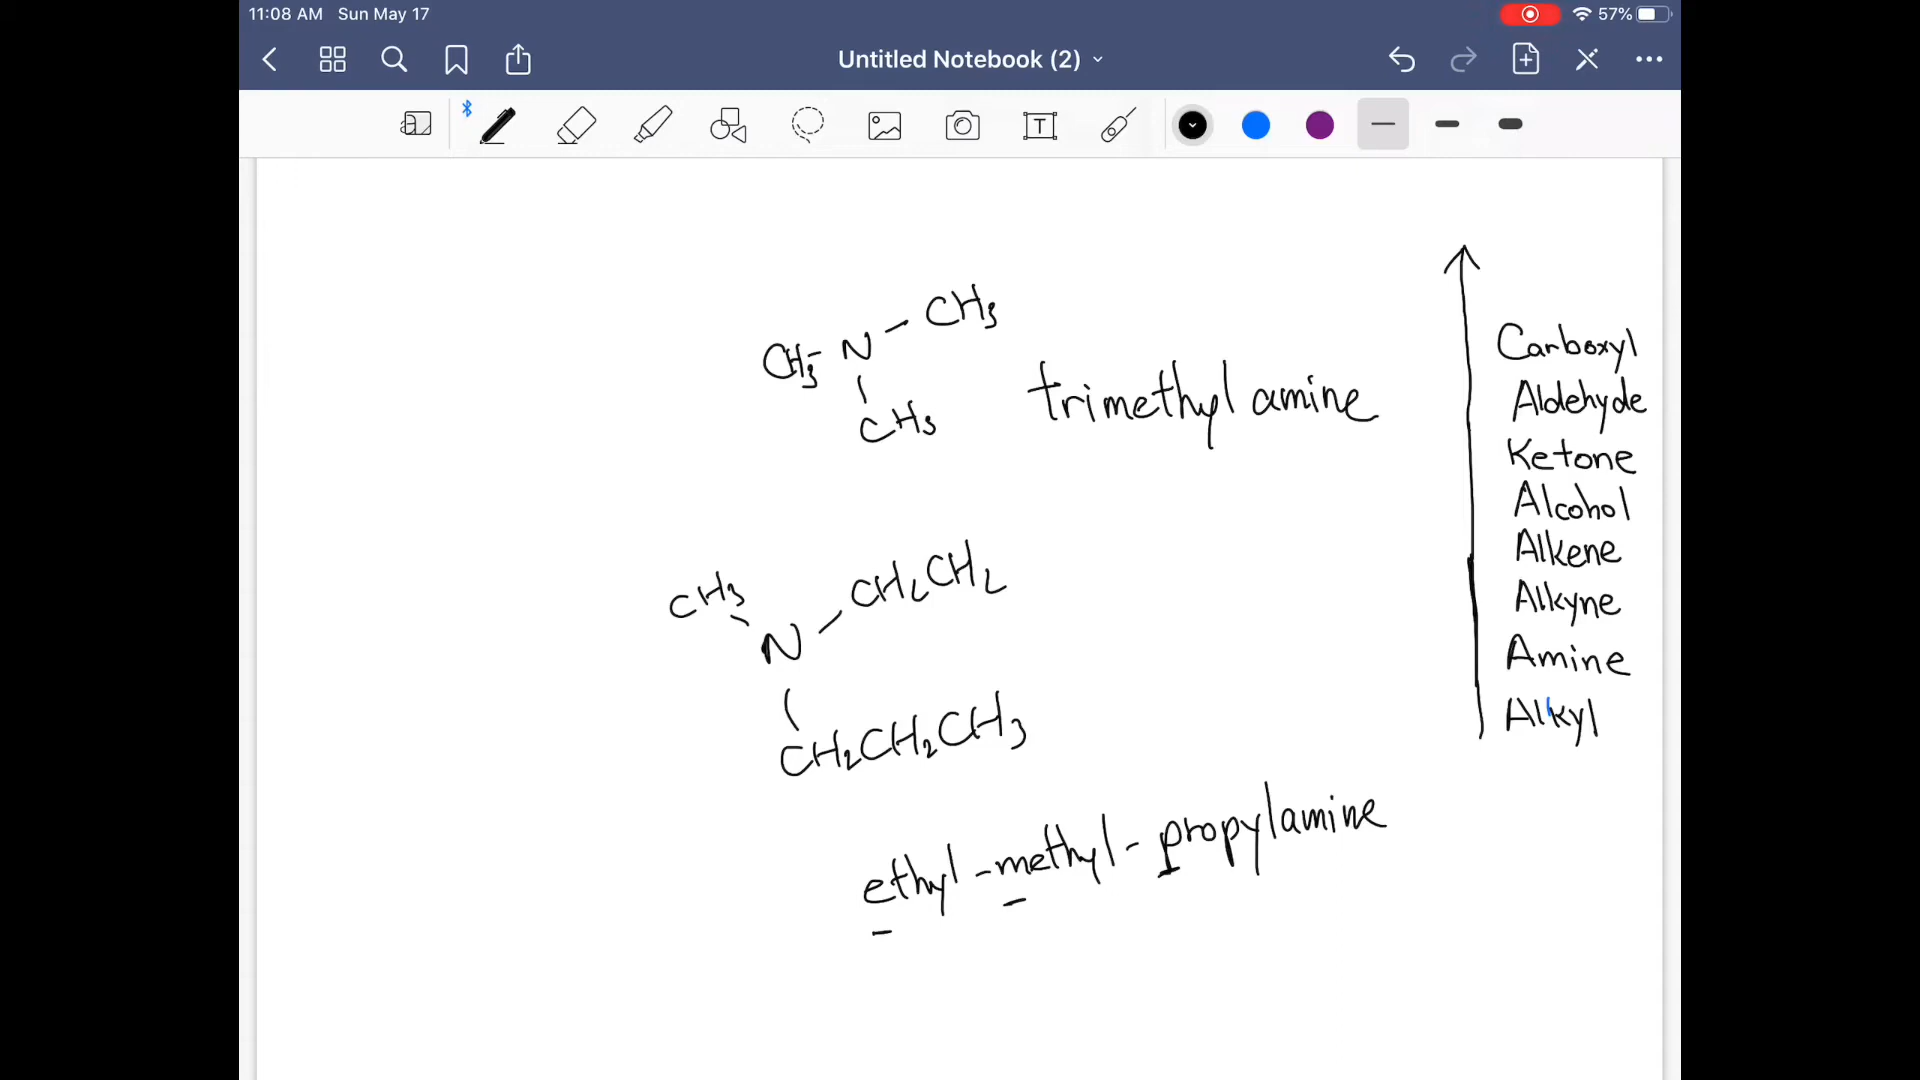 11:08 AM Sun May 17
57%
Untitled Notebook (2)
CH3 - N - CH3
CH3
trimethyl amine
CH3
N - CH2CH2
CH2CH2CH3
ethyl - methyl - propylamine
Carboxyl
Aldehyde
Ketone
Alcohol
Alkene
Alkyne
Amine
Alkyl